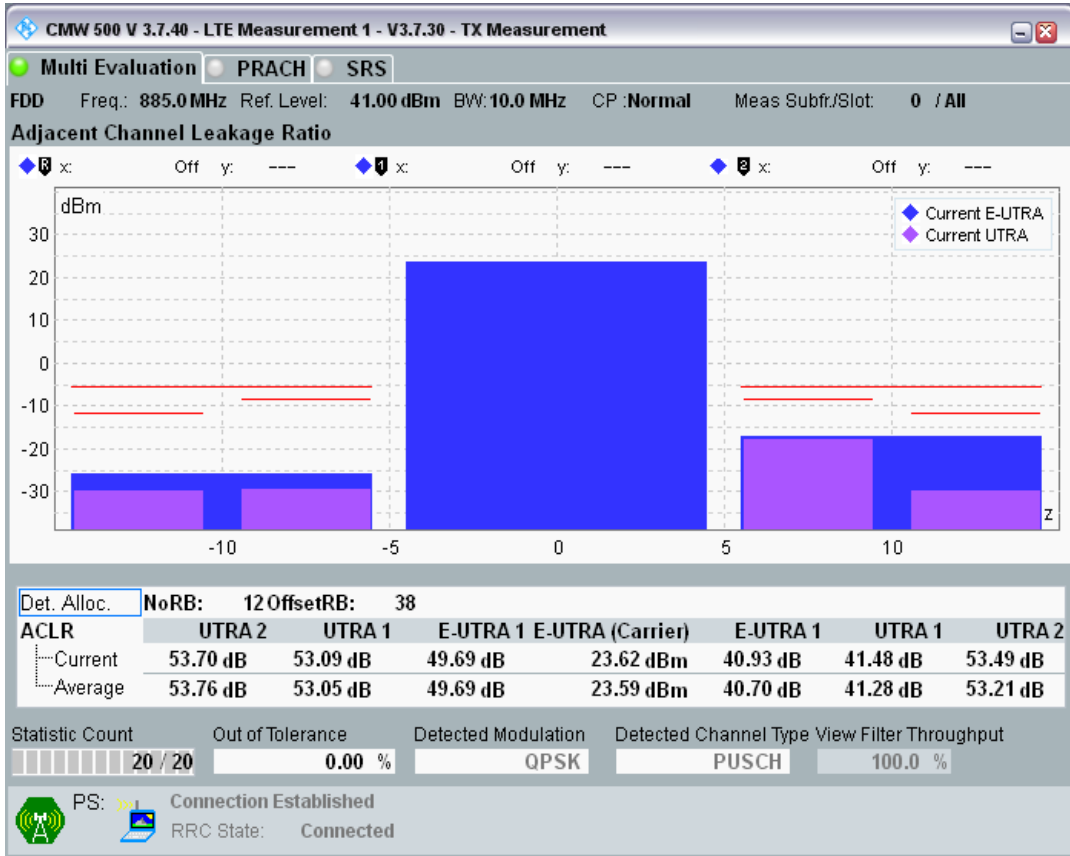 CMW 500 V 3.7.40 - LTE Measurement 1 - V3.7.30 - TX Measurement
Multi Evaluation PRACH SRS
FDD Freq.: 885.0 MHz Ref. Level: 41.00 dBm BW: 10.0 MHz CP :Normal Meas Subfr./Slot: 0 / All
Adjacent Channel Leakage Ratio
R x: Off y: --- 1 x: Off y: --- 2 x: Off y: ---
dBm
Current E-UTRA
Current UTRA
30
20
10
0
-10
-20
-30
z
-10 -5 0 5 10
Det. Alloc. NoRB: 12 OffsetRB: 38
ACLR UTRA 2 UTRA 1 E-UTRA 1 E-UTRA (Carrier) E-UTRA 1 UTRA 1 UTRA 2
Current 53.70 dB 53.09 dB 49.69 dB 23.62 dBm 40.93 dB 41.48 dB 53.49 dB
Average 53.76 dB 53.05 dB 49.69 dB 23.59 dBm 40.70 dB 41.28 dB 53.21 dB
Statistic Count Out of Tolerance Detected Modulation Detected Channel Type View Filter Throughput
20 / 20 0.00 % QPSK PUSCH 100.0 %
PS: Connection Established
RRC State: Connected